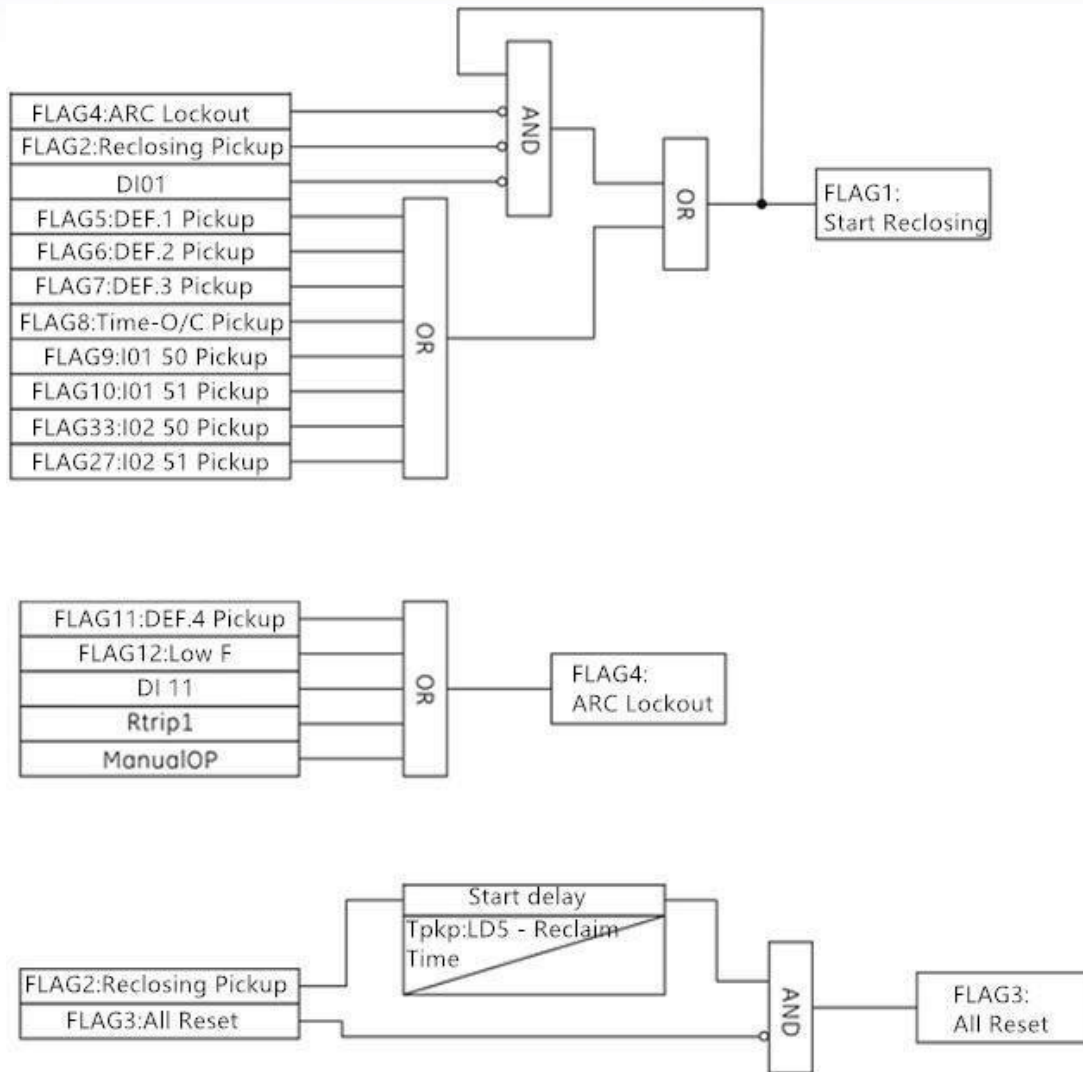 AND
FLAG4:ARC Lockout
FLAG2:Reclosing Pickup
DI01
FLAG5:DEF.1 Pickup
FLAG6:DEF.2 Pickup
FLAG7:DEF.3 Pickup
FLAG8:Time-O/C Pickup
FLAG9:I01 50 Pickup
FLAG10:I01 51 Pickup
FLAG33:I02 50 Pickup
FLAG27:I02 51 Pickup
OR
OR
FLAG1:
Start Reclosing
FLAG11:DEF.4 Pickup
FLAG12:Low F
DI 11
Rtrip1
ManualOP
OR
FLAG4:
ARC Lockout
Start delay
Tpkp:LD5 - Reclaim
Time
FLAG2:Reclosing Pickup
FLAG3:All Reset
AND
FLAG3:
All Reset